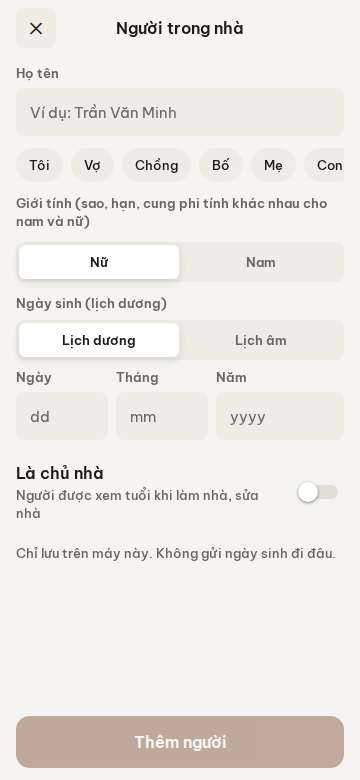 Người trong nhà
Họ tên
Ví dụ: Trần Văn Minh
Tôi
Vợ
Chồng
Bố
Mẹ
Con
Giới tính (sao, hạn, cung phi tính khác nhau cho
nam và nữ)
Nữ
Nam
Ngày sinh (lịch dương)
Lịch dương
Lịch âm
Ngày
Tháng
Năm
dd
mm
yyyy
Là chủ nhà
Người được xem tuổi khi làm nhà, sửa
nhà
Chỉ lưu trên máy này. Không gửi ngày sinh đi đâu.
Thêm người